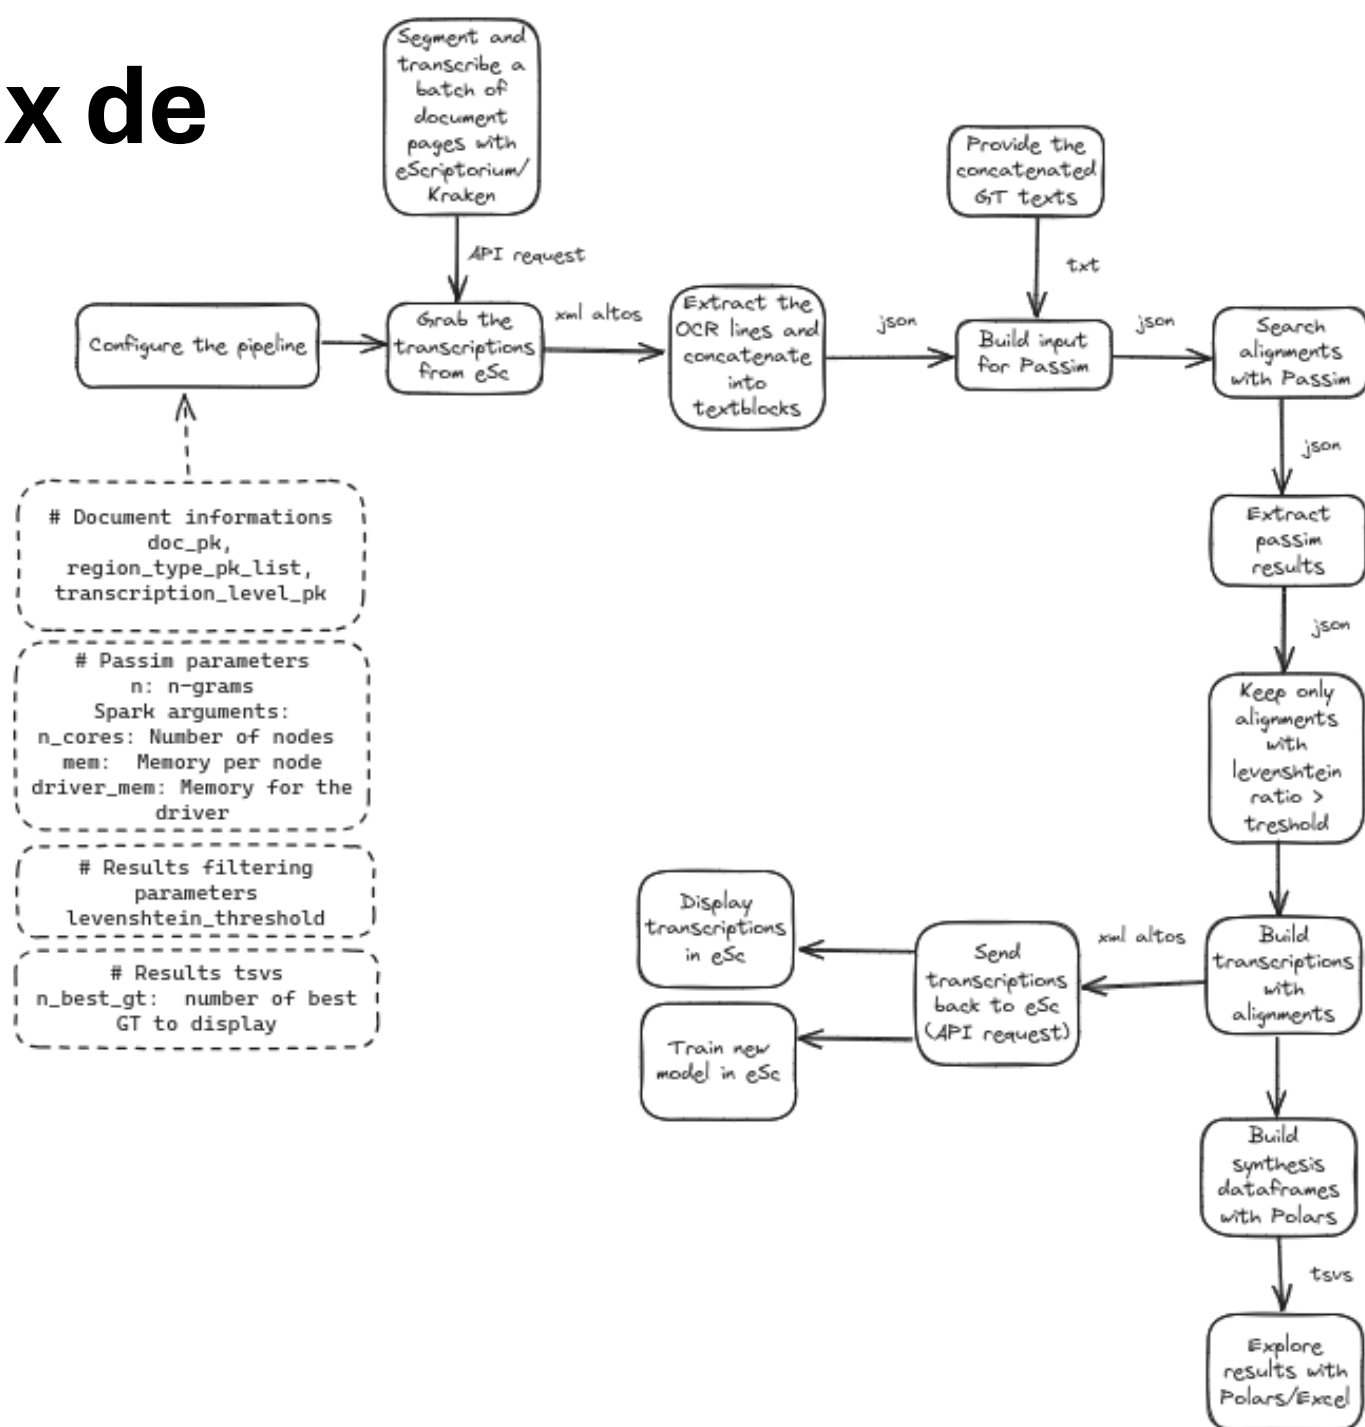 x de
Segment and
transcribe a
batch of
document
pages with
eScriptorium/
Kraken
API request
Provide the
concatenated
GT texts
txt
Configure the pipeline
Grab the
transcriptions
from eSc
xml altos
Extract the
OCR lines and
concatenate
into
textblocks
json
Build input
for Passim
json
Search
alignments
with Passim
json
Extract
passim
results
json
Keep only
alignments
with
levenshtein
ratio >
treshold
Build
transcriptions
with
alignments
xml altos
Send
transcriptions
back to eSc
(API request)
Display
transcriptions
in eSc
Train new
model in eSc
Build
synthesis
dataframes
with Polars
tsvs
Explore
results with
Polars/Excel
# Document informations
doc_pk,
region_type_pk_list,
transcription_level_pk
# Passim parameters
n: n-grams
Spark arguments:
n_cores: Number of nodes
mem:  Memory per node
driver_mem: Memory for the
driver
# Results filtering
parameters
levenshtein_threshold
# Results tsvs
n_best_gt:  number of best
GT to display